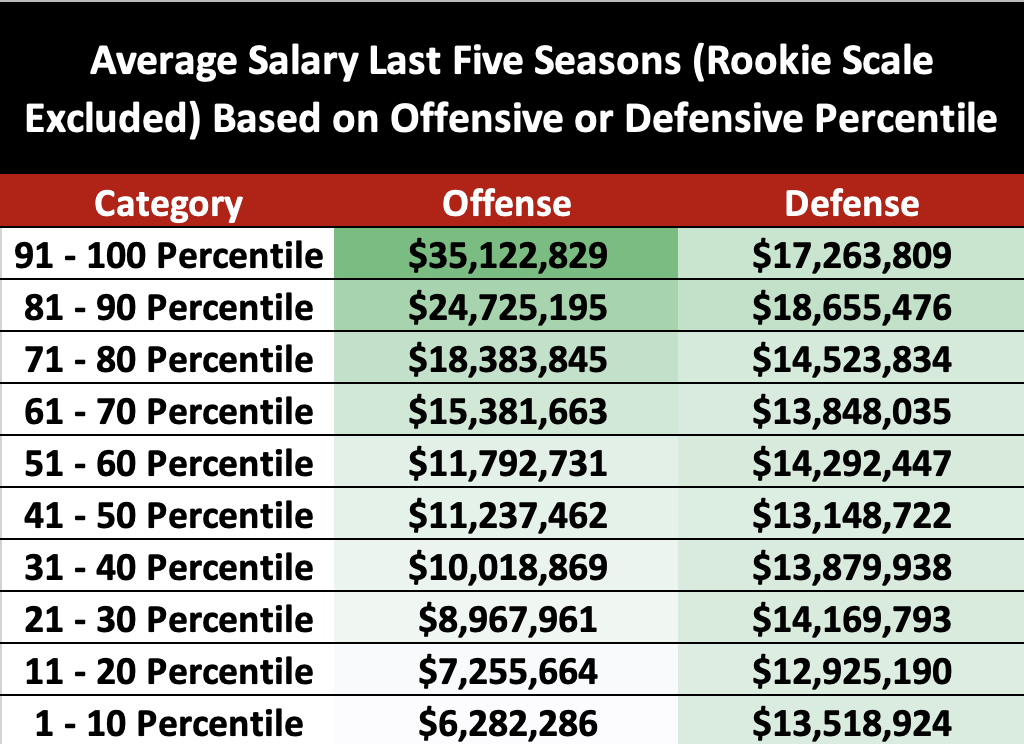 Average Salary Last Five Seasons (Rookie Scale
Excluded) Based on Offensive or Defensive Percentile
Category Offense Defense
91 - 100 Percentile $35,122,829 $17,263,809
81 - 90 Percentile $24,725,195 $18,655,476
71 - 80 Percentile $18,383,845 $14,523,834
61 - 70 Percentile $15,381,663 $13,848,035
51 - 60 Percentile $11,792,731 $14,292,447
41 - 50 Percentile $11,237,462 $13,148,722
31 - 40 Percentile $10,018,869 $13,879,938
21 - 30 Percentile $8,967,961 $14,169,793
11 - 20 Percentile $7,255,664 $12,925,190
1 - 10 Percentile $6,282,286 $13,518,924